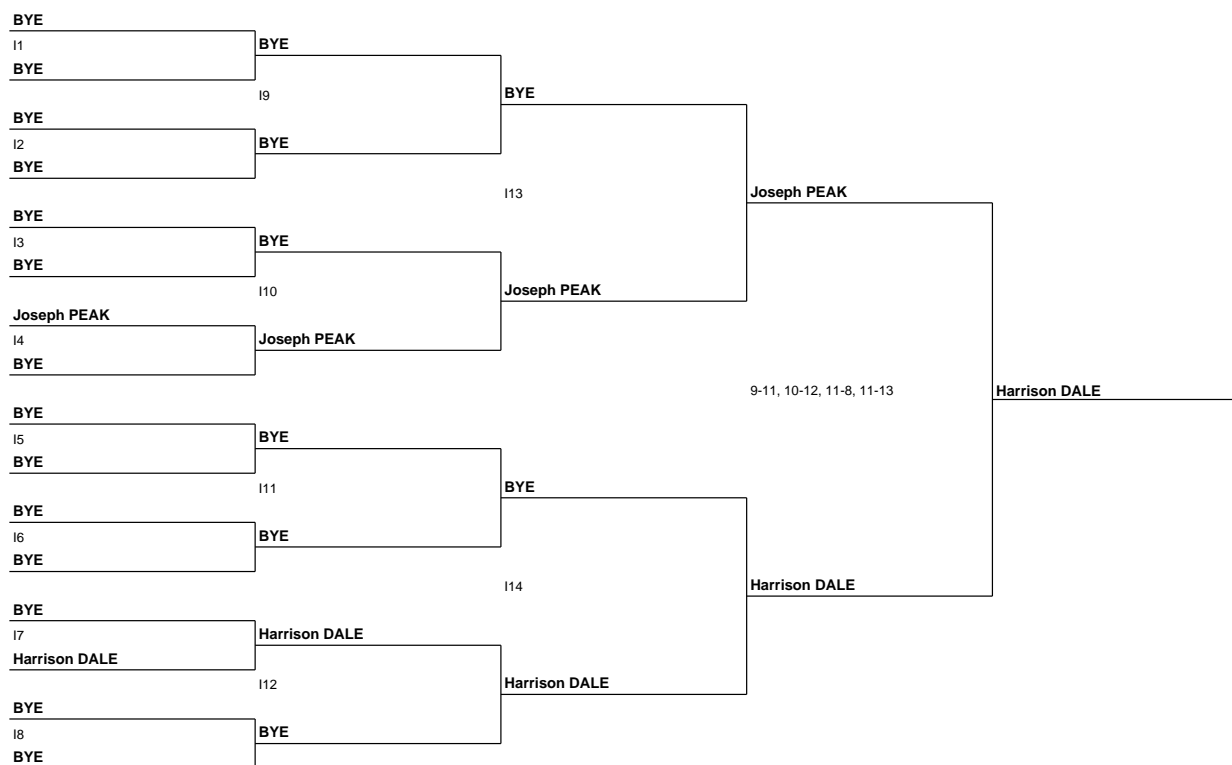 BYE
I1
BYE
BYE
I9
BYE
BYE
I2
BYE
BYE
I13
Joseph PEAK
BYE
I3
BYE
BYE
I10
Joseph PEAK
Joseph PEAK
I4
Joseph PEAK
BYE
9-11, 10-12, 11-8, 11-13
Harrison DALE
BYE
I5
BYE
BYE
I11
BYE
BYE
I6
BYE
BYE
I14
Harrison DALE
BYE
I7
Harrison DALE
Harrison DALE
I12
Harrison DALE
BYE
I8
BYE
BYE